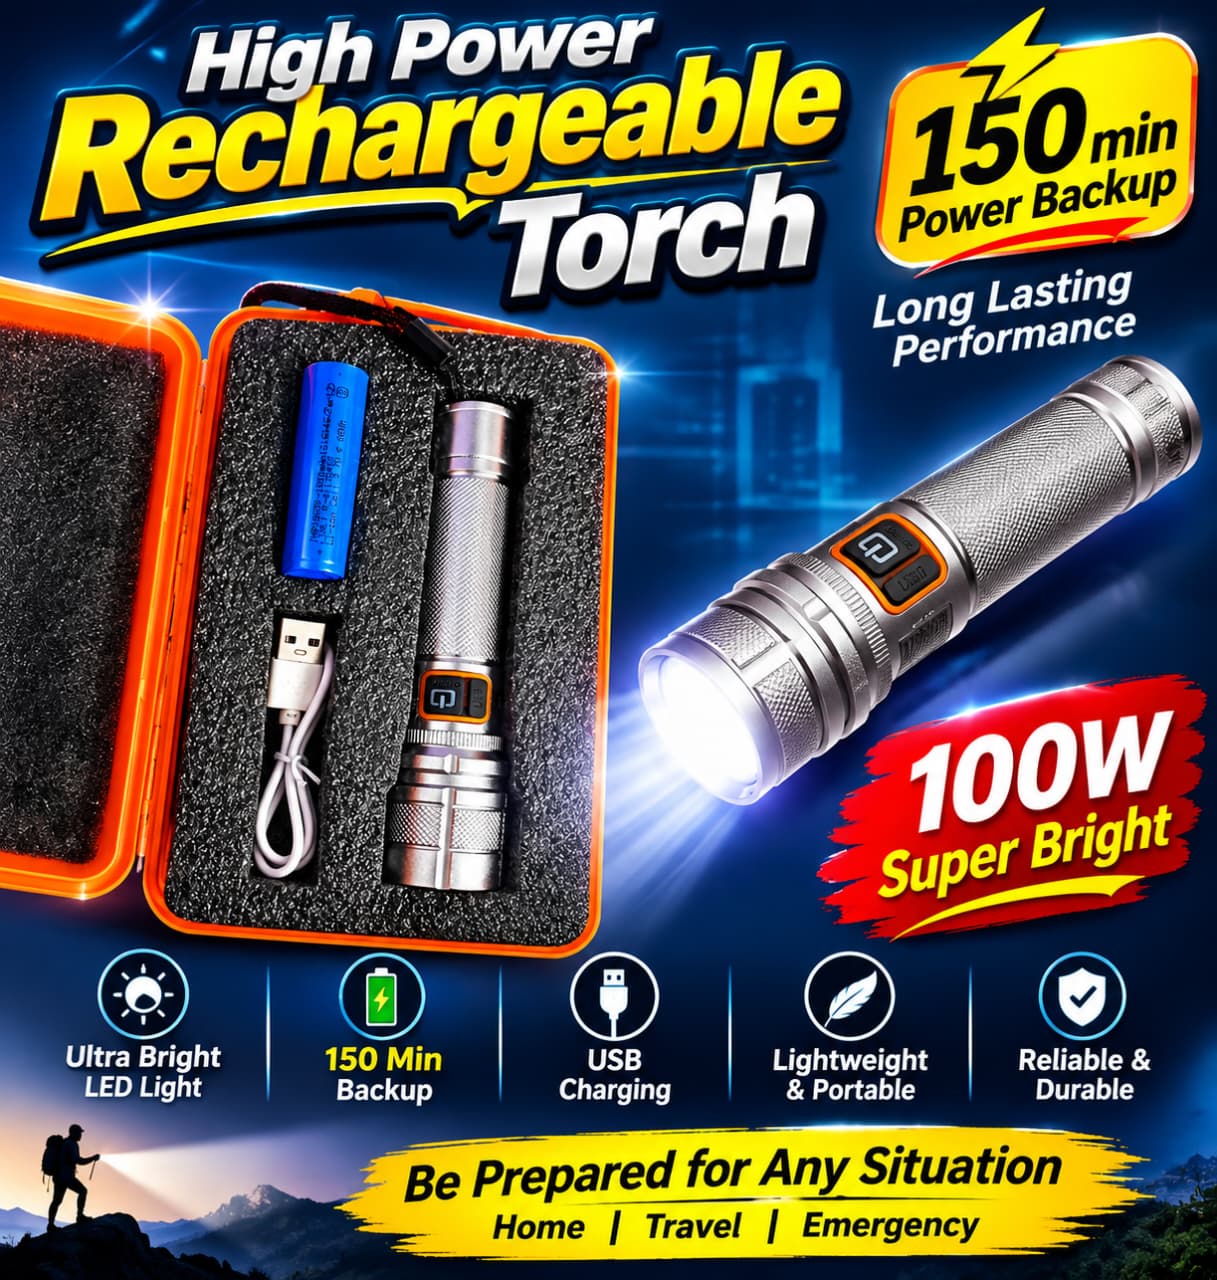 High Power
Rechargeable
Torch
150 min
Power Backup
Long Lasting
Performance
100W
Super Bright
Ultra Bright
LED Light
150 Min
Backup
USB
Charging
Lightweight
& Portable
Reliable &
Durable
Be Prepared for Any Situation
Home | Travel | Emergency